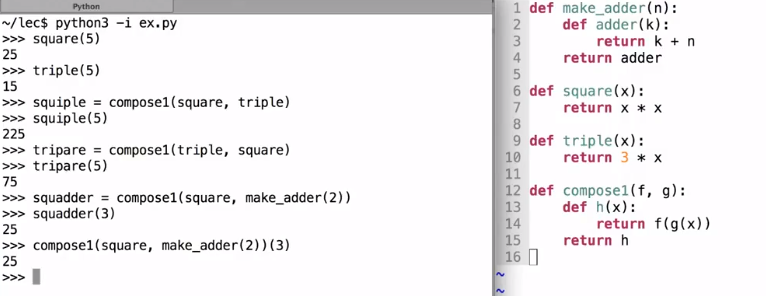 Python
~/lec$ python3 -i ex.py
>>> square(5)
25
>>> triple(5)
15
>>> squiple = compose1(square, triple)
>>> squiple(5)
225
>>> tripare = compose1(triple, square)
>>> tripare(5)
75
>>> squadder = compose1(square, make_adder(2))
>>> squadder(3)
25
>>> compose1(square, make_adder(2))(3)
25
>>>
1 def make_adder(n):
2     def adder(k):
3         return k + n
4     return adder
5
6 def square(x):
7     return x * x
8
9 def triple(x):
10     return 3 * x
11
12 def compose1(f, g):
13     def h(x):
14         return f(g(x))
15     return h
16
~
~